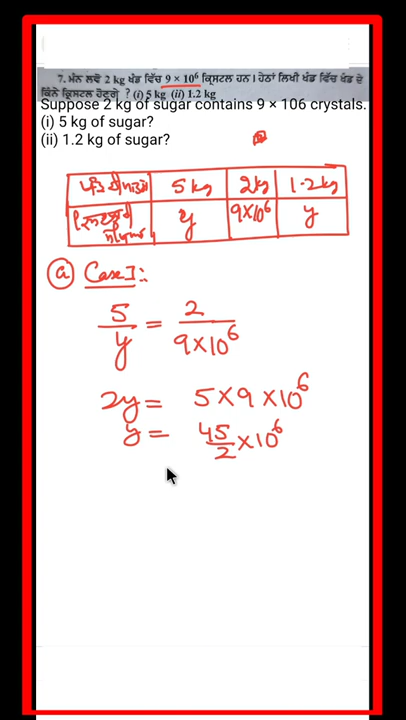 7. ਮੰਨ ਲਵੋ 2 kg ਖੰਡ ਵਿੱਚ 9 × 10⁶ ਕ੍ਰਿਸਟਲ ਹਨ। ਹੇਠਾਂ ਲਿਖੀ ਖੰਡ ਵਿੱਚ ਖੰਡ ਦੇ
ਕਿੰਨੇ ਕ੍ਰਿਸਟਲ ਹੋਣਗੇ ? (i) 5 kg (ii) 1.2 kg
Suppose 2 kg of sugar contains 9 × 106 crystals.
(i) 5 kg of sugar?
(ii) 1.2 kg of sugar?
5 kg 2kg 1.2 kg
y 9×10⁶ y
(a) Case I:
5/y = 2/9×10⁶
2y = 5×9×10⁶
y = 45/2 ×10⁶